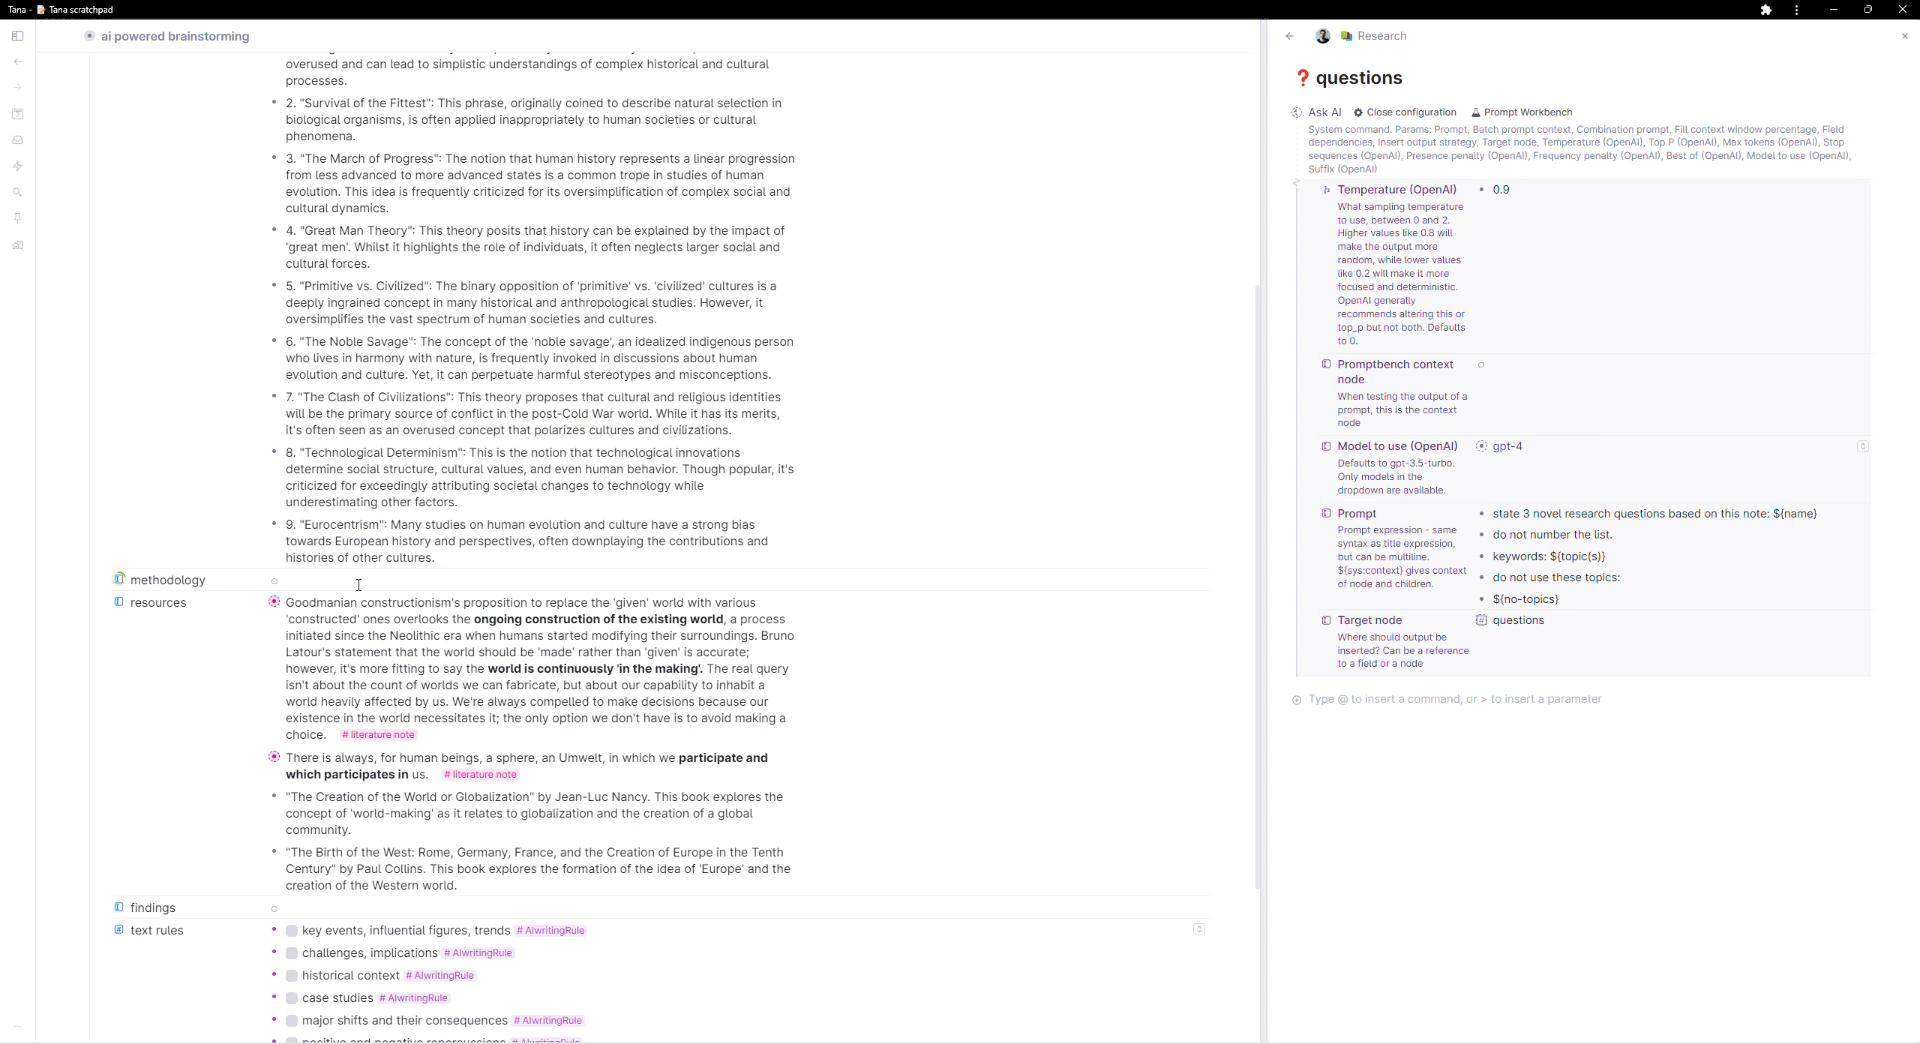 Tana - Tana scratchpad
ai powered brainstorming
overused and can lead to simplistic understandings of complex historical and cultural
processes.
2. "Survival of the Fittest": This phrase, originally coined to describe natural selection in
biological organisms, is often applied inappropriately to human societies or cultural
phenomena.
3. "The March of Progress": The notion that human history represents a linear progression
from less advanced to more advanced states is a common trope in studies of human
evolution. This idea is frequently criticized for its oversimplification of complex social and
cultural dynamics.
4. "Great Man Theory": This theory posits that history can be explained by the impact of
'great men'. Whilst it highlights the role of individuals, it often neglects larger social and
cultural forces.
5. "Primitive vs. Civilized": The binary opposition of 'primitive' vs. 'civilized' cultures is a
deeply ingrained concept in many historical and anthropological studies. However, it
oversimplifies the vast spectrum of human societies and cultures.
6. "The Noble Savage": The concept of the 'noble savage', an idealized indigenous person
who lives in harmony with nature, is frequently invoked in discussions about human
evolution and culture. Yet, it can perpetuate harmful stereotypes and misconceptions.
7. "The Clash of Civilizations": This theory proposes that cultural and religious identities
will be the primary source of conflict in the post-Cold War world. While it has its merits,
it's often seen as an overused concept that polarizes cultures and civilizations.
8. "Technological Determinism": This is the notion that technological innovations
determine social structure, cultural values, and even human behavior. Though popular, it's
criticized for exceedingly attributing societal changes to technology while
underestimating other factors.
9. "Eurocentrism": Many studies on human evolution and culture have a strong bias
towards European history and perspectives, often downplaying the contributions and
histories of other cultures.
methodology
resources
Goodmanian constructionism's proposition to replace the 'given' world with various
'constructed' ones overlooks the ongoing construction of the existing world, a process
initiated since the Neolithic era when humans started modifying their surroundings. Bruno
Latour's statement that the world should be 'made' rather than 'given' is accurate;
however, it's more fitting to say the world is continuously 'in the making'. The real query
isn't about the count of worlds we can fabricate, but about our capability to inhabit a
world heavily affected by us. We're always compelled to make decisions because our
existence in the world necessitates it; the only option we don't have is to avoid making a
choice. # literature note
There is always, for human beings, a sphere, an Umwelt, in which we participate and
which participates in us. # literature note
"The Creation of the World or Globalization" by Jean-Luc Nancy. This book explores the
concept of 'world-making' as it relates to globalization and the creation of a global
community.
"The Birth of the West: Rome, Germany, France, and the Creation of Europe in the Tenth
Century" by Paul Collins. This book explores the formation of the idea of 'Europe' and the
creation of the Western world.
findings
text rules
key events, influential figures, trends # AIwritingRule
challenges, implications # AIwritingRule
historical context # AIwritingRule
case studies # AIwritingRule
major shifts and their consequences # AIwritingRule
positive and negative repercussions # AIwritingRule
Research
questions
Ask AI Close configuration Prompt Workbench
System command. Params: Prompt, Batch prompt context, Combination prompt, Fill context window percentage, Field
dependencies, Insert output strategy, Target node, Temperature (OpenAI), Top P (OpenAI), Max tokens (OpenAI), Stop
sequences (OpenAI), Presence penalty (OpenAI), Frequency penalty (OpenAI), Best of (OpenAI), Model to use (OpenAI),
Suffix (OpenAI)
Temperature (OpenAI) 0.9
What sampling temperature
to use, between 0 and 2.
Higher values like 0.8 will
make the output more
random, while lower values
like 0.2 will make it more
focused and deterministic.
OpenAI generally
recommends altering this or
top_p but not both. Defaults
to 0.
Promptbench context
node
When testing the output of a
prompt, this is the context
node
Model to use (OpenAI) gpt-4
Defaults to gpt-3.5-turbo.
Only models in the
dropdown are available.
Prompt
Prompt expression - same
syntax as title expression,
but can be multiline.
${sys:context} gives context
of node and children.
state 3 novel research questions based on this note: ${name}
do not number the list.
keywords: ${topic(s)}
do not use these topics:
${no-topics}
Target node questions
Where should output be
inserted? Can be a reference
to a field or a node
Type @ to insert a command, or > to insert a parameter